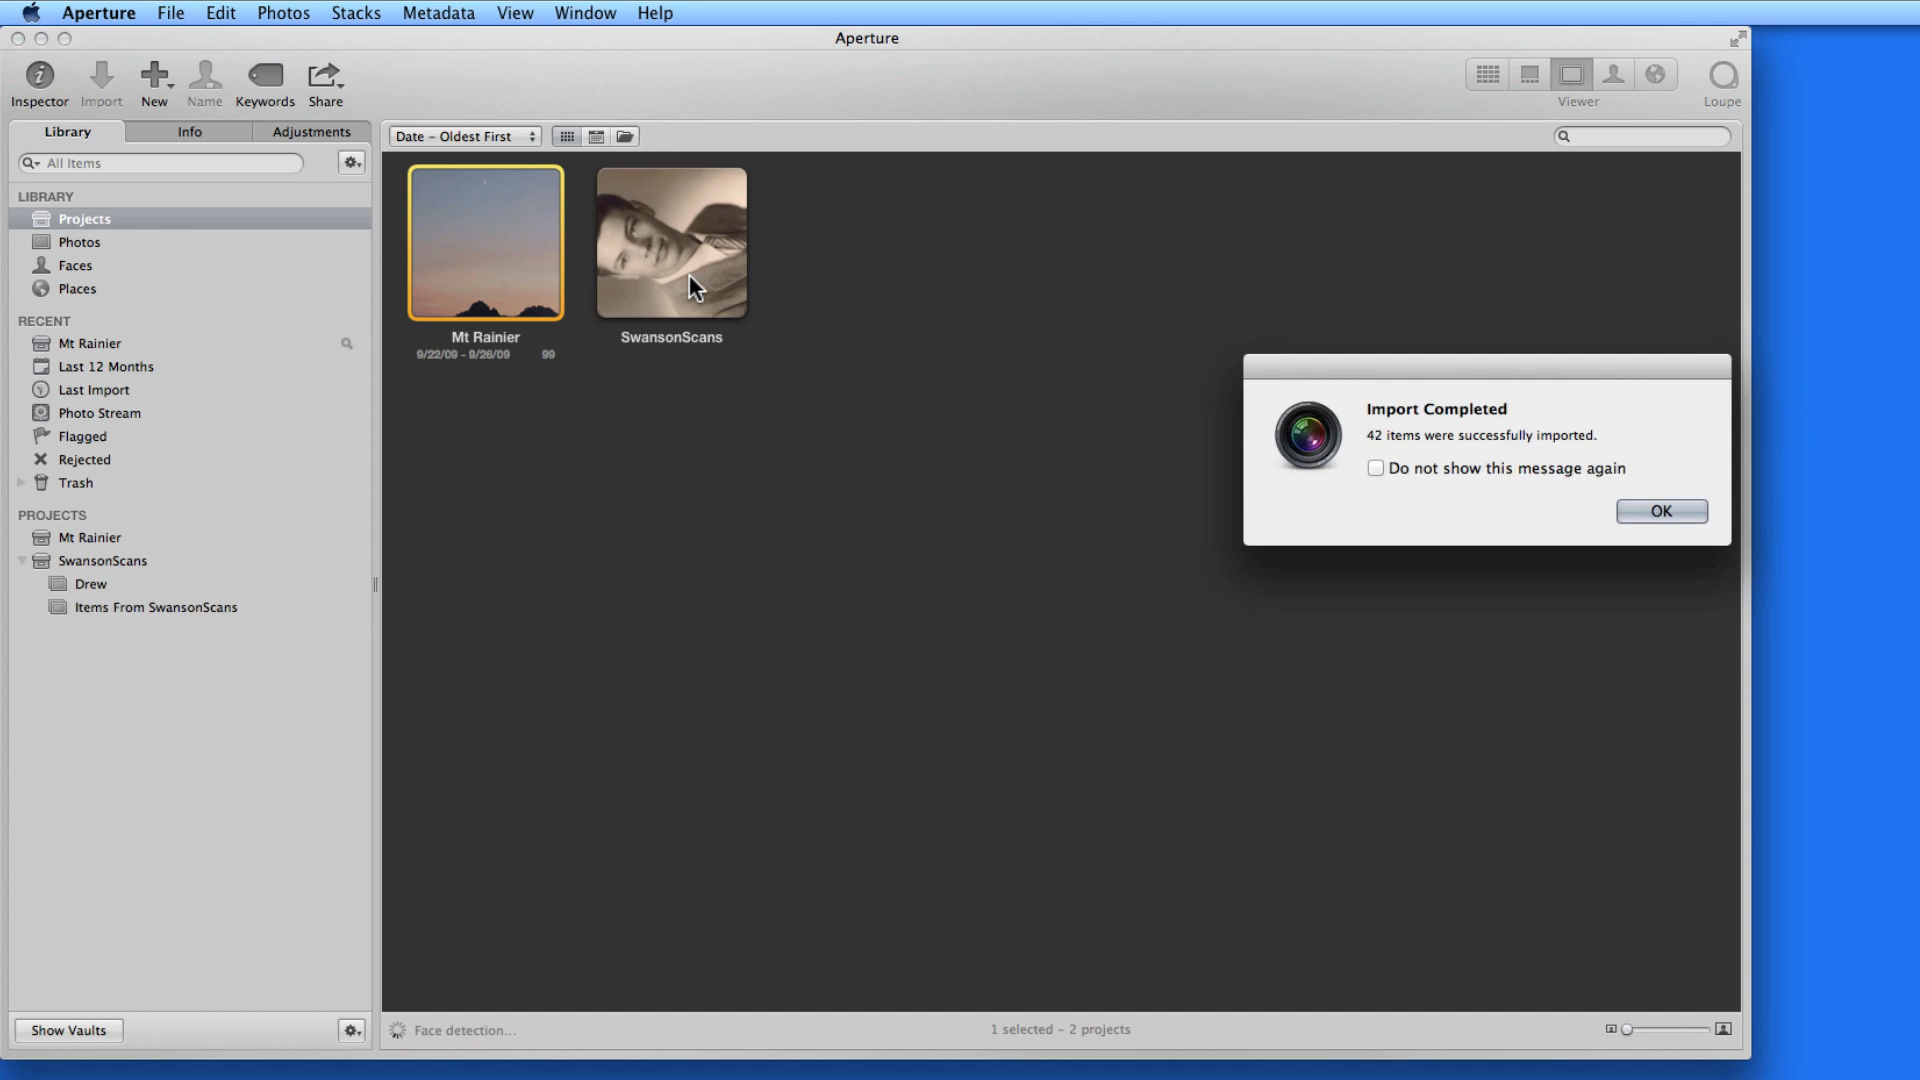 Aperture File Edit Photos Stacks Metadata View Window Help
Aperture
Inspector Import New Name Keywords Share Viewer Loupe
Library Info Adjustments
Date – Oldest First
All Items
LIBRARY
Projects
Photos
Faces
Places
RECENT
Mt Rainier
Last 12 Months
Last Import
Photo Stream
Flagged
Rejected
Trash
PROJECTS
Mt Rainier
SwansonScans
Drew
Items From SwansonScans
Show Vaults
Mt Rainier
9/22/09 – 9/26/09 99
SwansonScans
Import Completed
42 items were successfully imported.
Do not show this message again
OK
Face detection...
1 selected – 2 projects